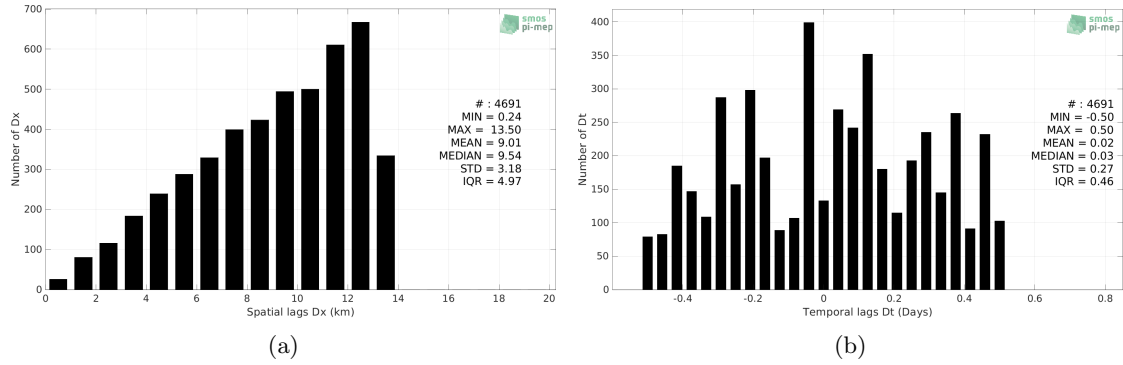 700
600
500
400
300
200
100
0
0 2 4 6 8 10 12 14 16 18 20
Number of Dx
Spatial lags Dx (km)
smos
pi-mep
# : 4691
MIN = 0.24
MAX = 13.50
MEAN = 9.01
MEDIAN = 9.54
STD = 3.18
IQR = 4.97
(a)
400
350
300
250
200
150
100
50
0
-0.4 -0.2 0 0.2 0.4 0.6 0.8
Number of Dt
Temporal lags Dt (Days)
smos
pi-mep
# : 4691
MIN = -0.50
MAX = 0.50
MEAN = 0.02
MEDIAN = 0.03
STD = 0.27
IQR = 0.46
(b)